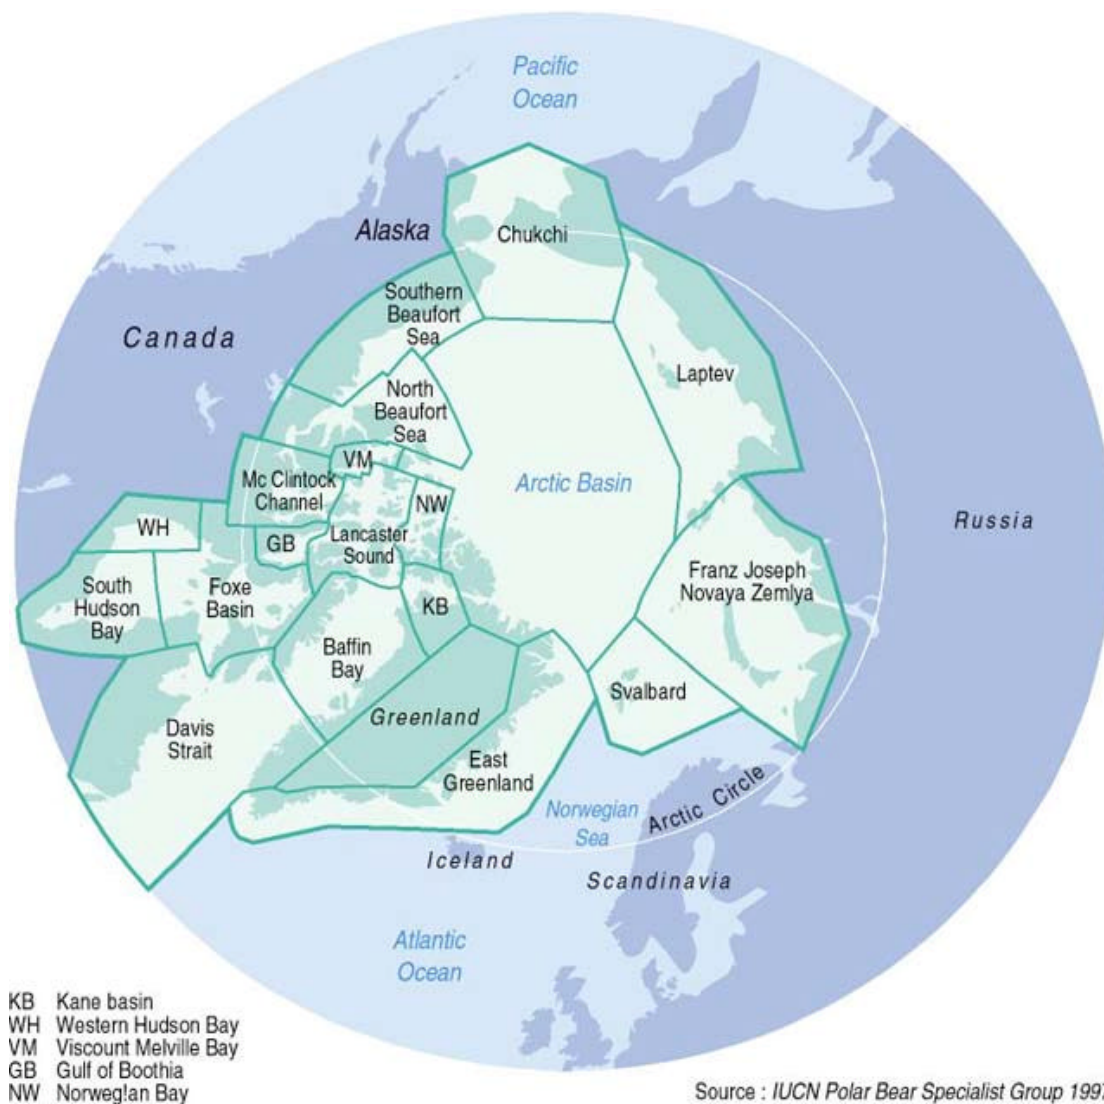 Pacific
Ocean
Alaska
Chukchi
Southern
Beaufort
Sea
Canada
Laptev
North
Beaufort
Sea
VM
Mc Clintock
Channel
Arctic Basin
NW
WH
Russia
GB
Lancaster
Sound
Franz Joseph
Novaya Zemlya
South
Hudson
Bay
Foxe
Basin
KB
Baffin
Bay
Svalbard
Greenland
Davis
Strait
East
Greenland
Norwegian
Sea
Arctic Circle
Iceland
Scandinavia
Atlantic
Ocean
KB Kane basin
WH Western Hudson Bay
VM Viscount Melville Bay
GB Gulf of Boothia
NW Norweg!an Bay
Source : IUCN Polar Bear Specialist Group 1997